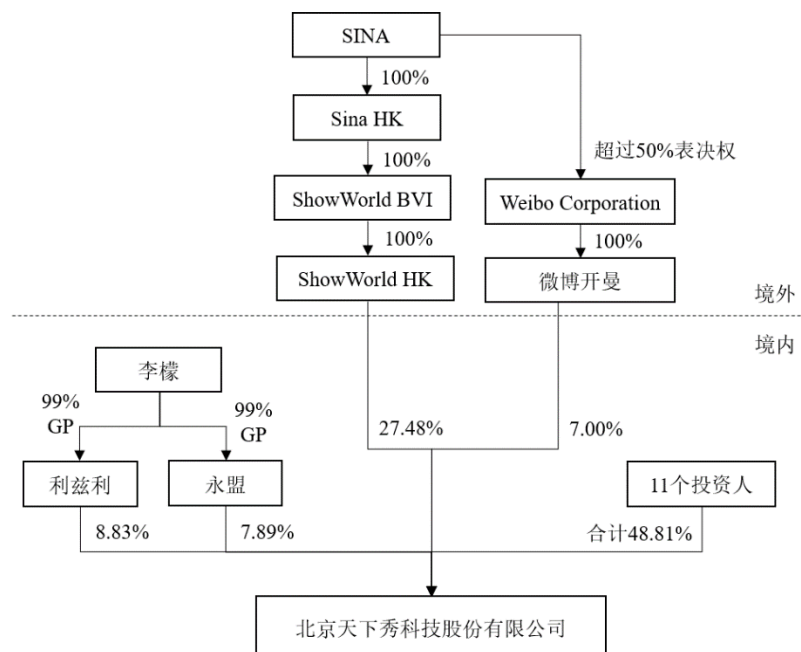 SINA
100%
Sina HK
100%
超过50%表决权
ShowWorld BVI
Weibo Corporation
100%
100%
ShowWorld HK
微博开曼
境外
境内
李檬
99%
GP
99%
GP
27.48%
7.00%
利兹利
永盟
11个投资人
8.83%
7.89%
合计48.81%
北京天下秀科技股份有限公司